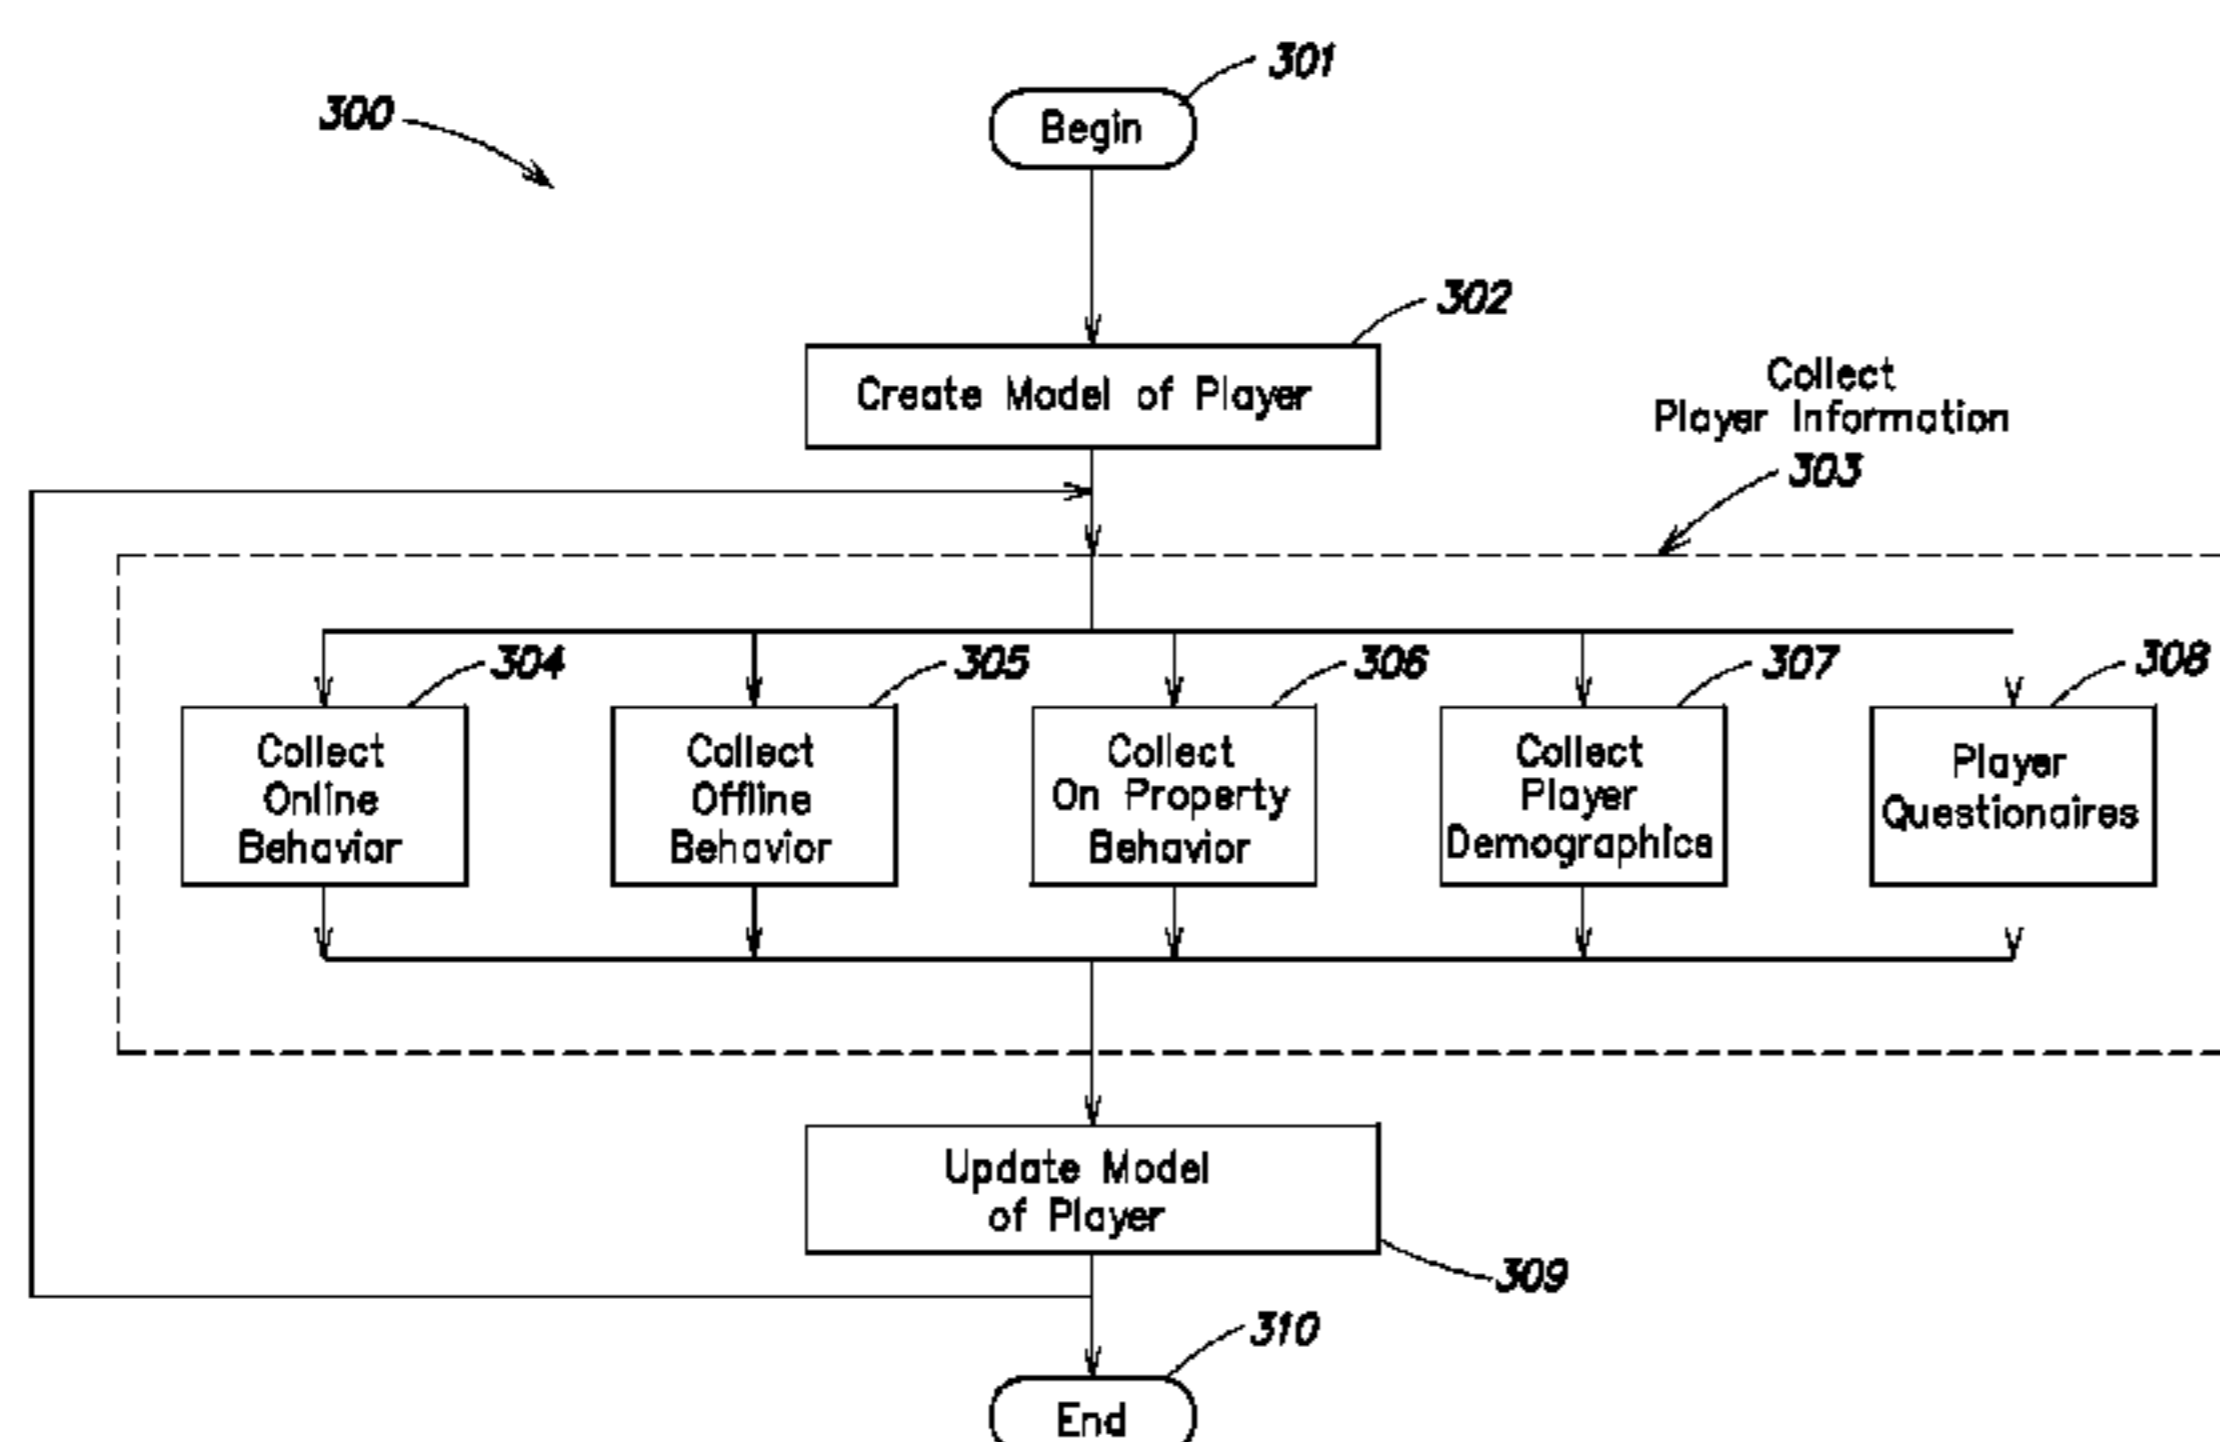 301
300
Begin
302
Create Model of Player
Collect
Player Information
303
304
305
306
307
308
Collect
Online
Behavior
Collect
Offline
Behavior
Collect
On Property
Behavior
Collect
Player
Demographics
Player
Questionaires
Update Model
of Player
309
310
End